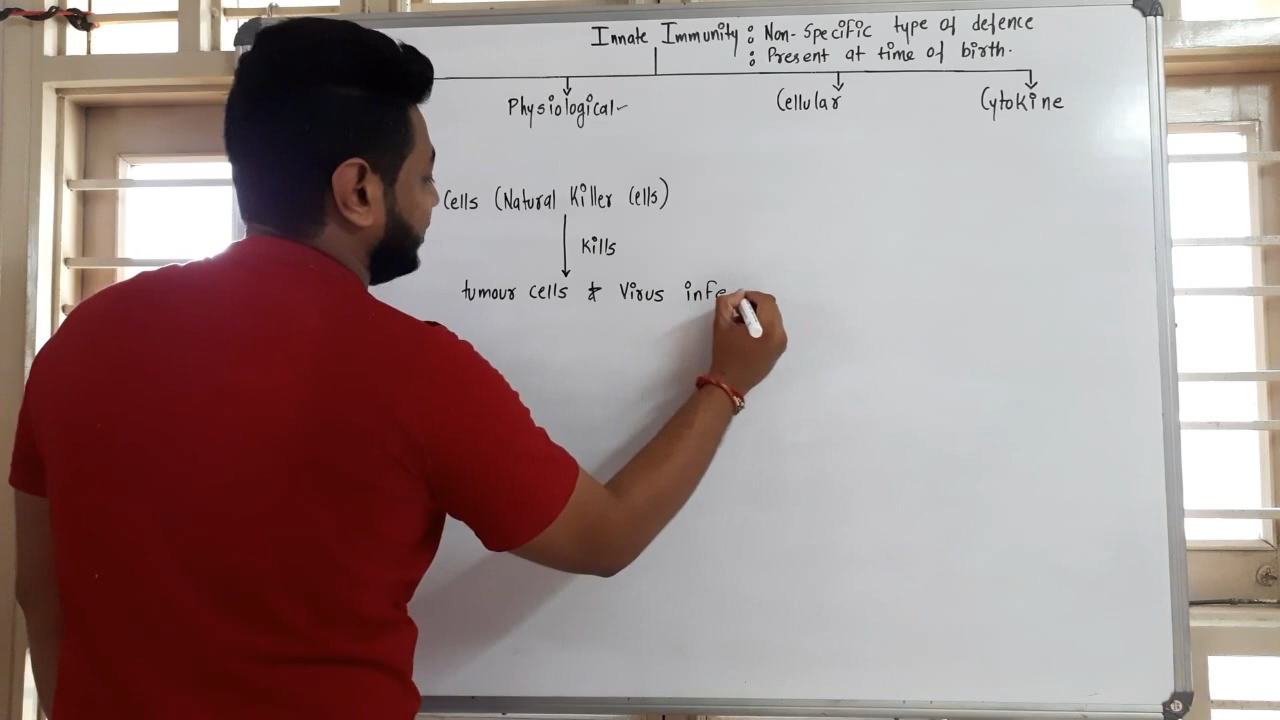 Innate Immunity : Non-Specific type of defence
: Present at time of birth.
Physiological Cellular Cytokine
Cells (Natural Killer Cells)
Kills
tumour cells & Virus infe